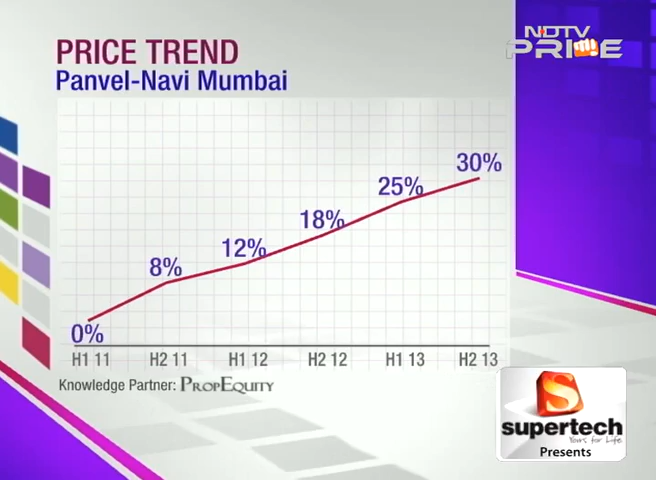 PRICE TREND
Panvel-Navi Mumbai
NDTV
PRIME
30%
25%
18%
12%
8%
0%
H1 11 H2 11 H1 12 H2 12 H1 13 H2 13
Knowledge Partner: PROPEQUITY
S
supertech
Yours for Life.
Presents